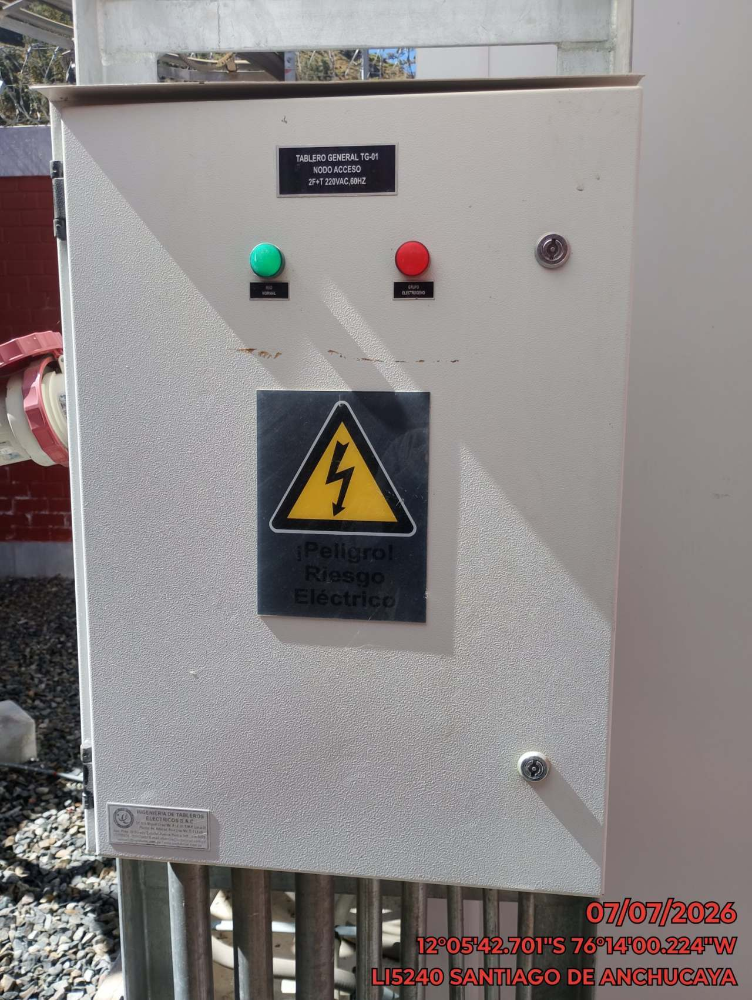 TABLERO GENERAL TG-01
NODO ACCESO
2F+T 220VAC,60HZ
RED
NORMAL
GRUPO
ELECTROGENO
¡Peligro!
Riesgo
Eléctrico
INGENIERIA DE TABLEROS
ELECTRICOS S.A.C.
07/07/2026
12°05'42.701"S 76°14'00.224"W
LI5240 SANTIAGO DE ANCHUCAYA